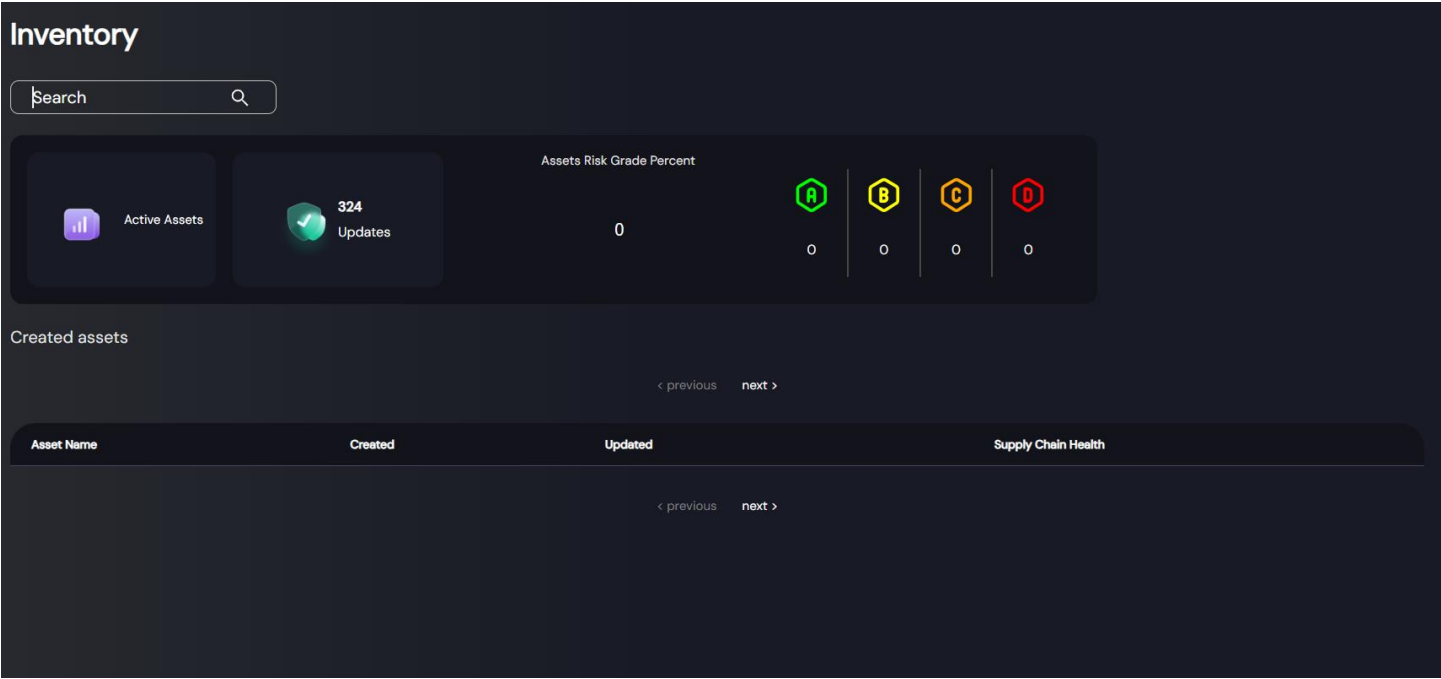 Inventory
Search
Assets Risk Grade Percent
A B C D
324
Active Assets
Updates
0
0 0 0 0
Created assets
< previous next >
Asset Name Created Updated Supply Chain Health
< previous next >